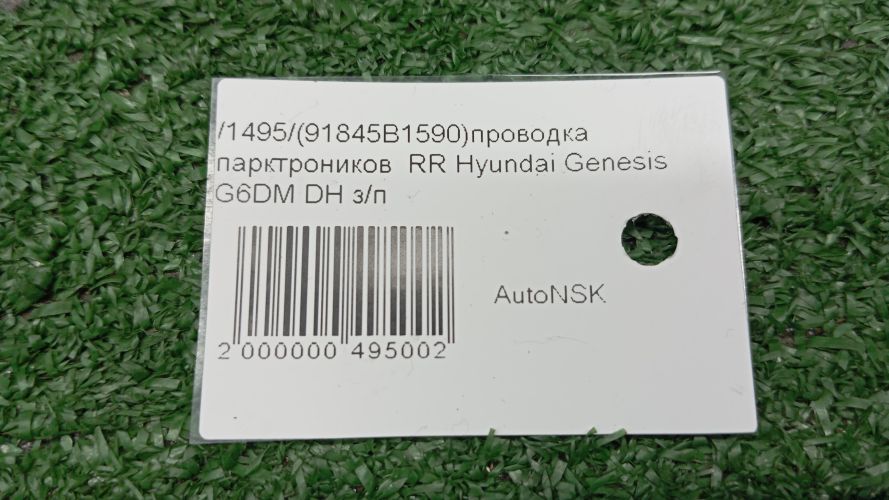 /1495/(91845B1590)проводка
парктроников RR Hyundai Genesis
G6DM DH з/п
AutoNSK
2 000000 495002